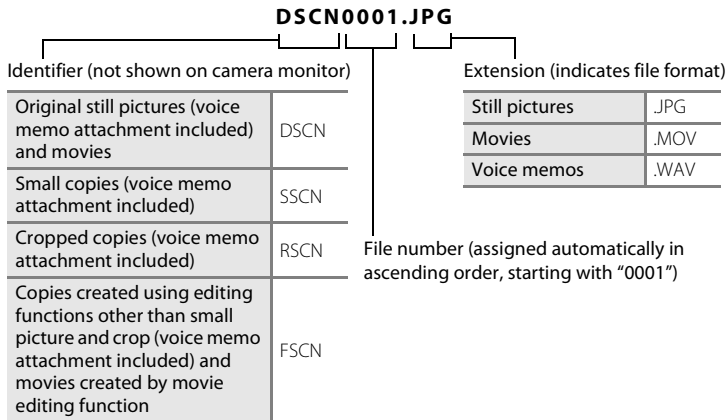 DSCN0001.JPG
Identifier (not shown on camera monitor)
Original still pictures (voice
memo attachment included)
and movies
DSCN
Small copies (voice memo
attachment included)
SSCN
Cropped copies (voice memo
attachment included)
RSCN
Copies created using editing
functions other than small
picture and crop (voice memo
attachment included) and
movies created by movie
editing function
FSCN
Extension (indicates file format)
Still pictures .JPG
Movies .MOV
Voice memos .WAV
File number (assigned automatically in
ascending order, starting with “0001”)